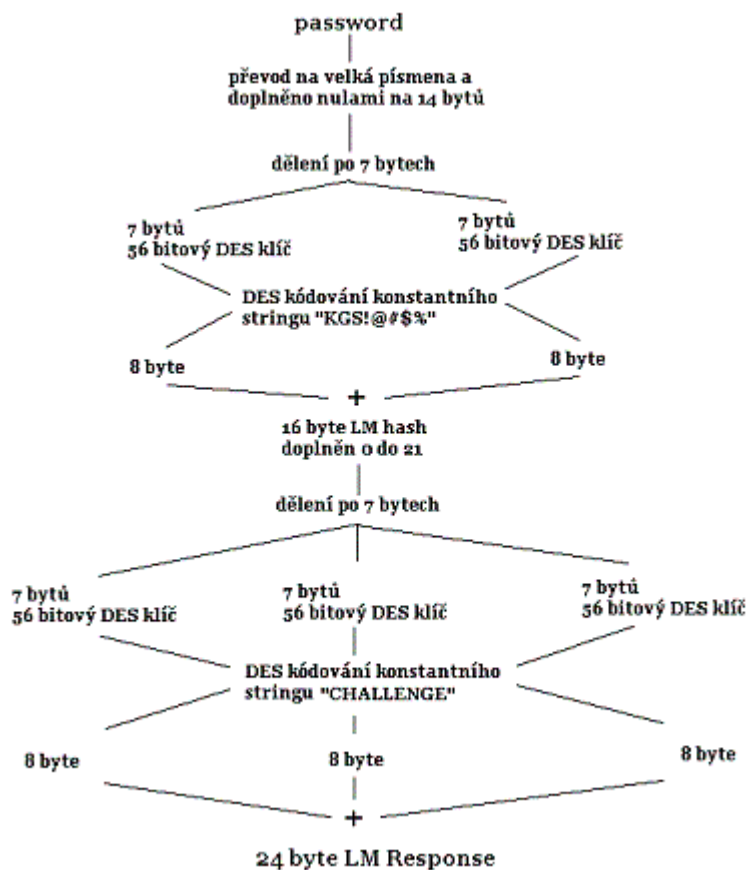 password
převod na velká písmena a
doplněno nulami na 14 bytů
dělení po 7 bytech
7 bytů
56 bitový DES klíč
7 bytů
56 bitový DES klíč
DES kódování konstantního
stringu "KGS!@#$%"
8 byte
8 byte
+
16 byte LM hash
doplněn 0 do 21
dělení po 7 bytech
7 bytů
56 bitový DES klíč
7 bytů
56 bitový DES klíč
7 bytů
56 bitový DES klíč
DES kódování konstantního
stringu "CHALLENGE"
8 byte
8 byte
8 byte
+
24 byte LM Response